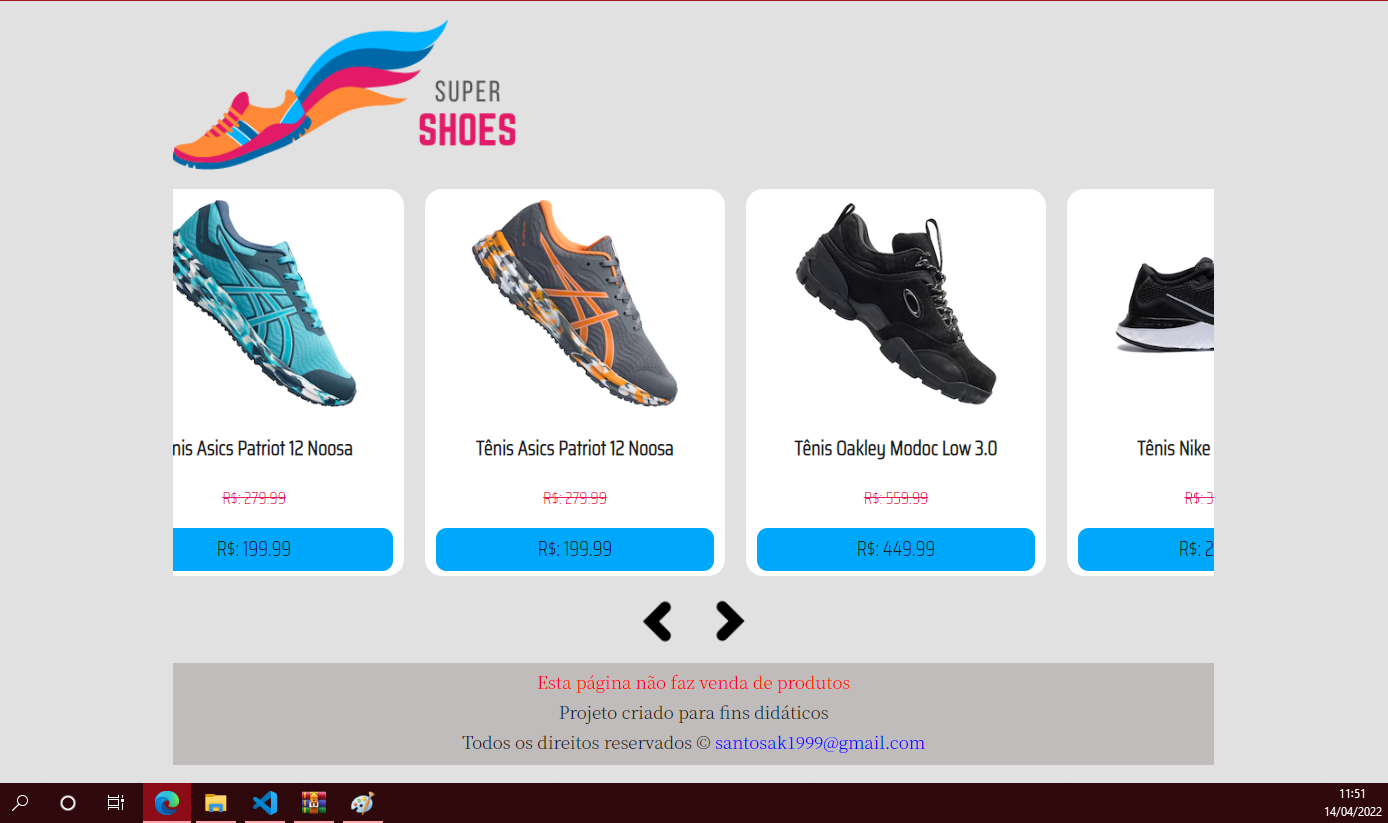 SUPER
SHOES
nis Asics Patriot 12 Noosa
R$: 279.99
R$: 199.99
Tênis Asics Patriot 12 Noosa
R$: 279.99
R$: 199.99
Tênis Oakley Modoc Low 3.0
R$: 559.99
R$: 449.99
Tênis Nike
R$: 3
R$: 2
Esta página não faz venda de produtos
Projeto criado para fins didáticos
Todos os direitos reservados © santosak1999@gmail.com
11:51
14/04/2022